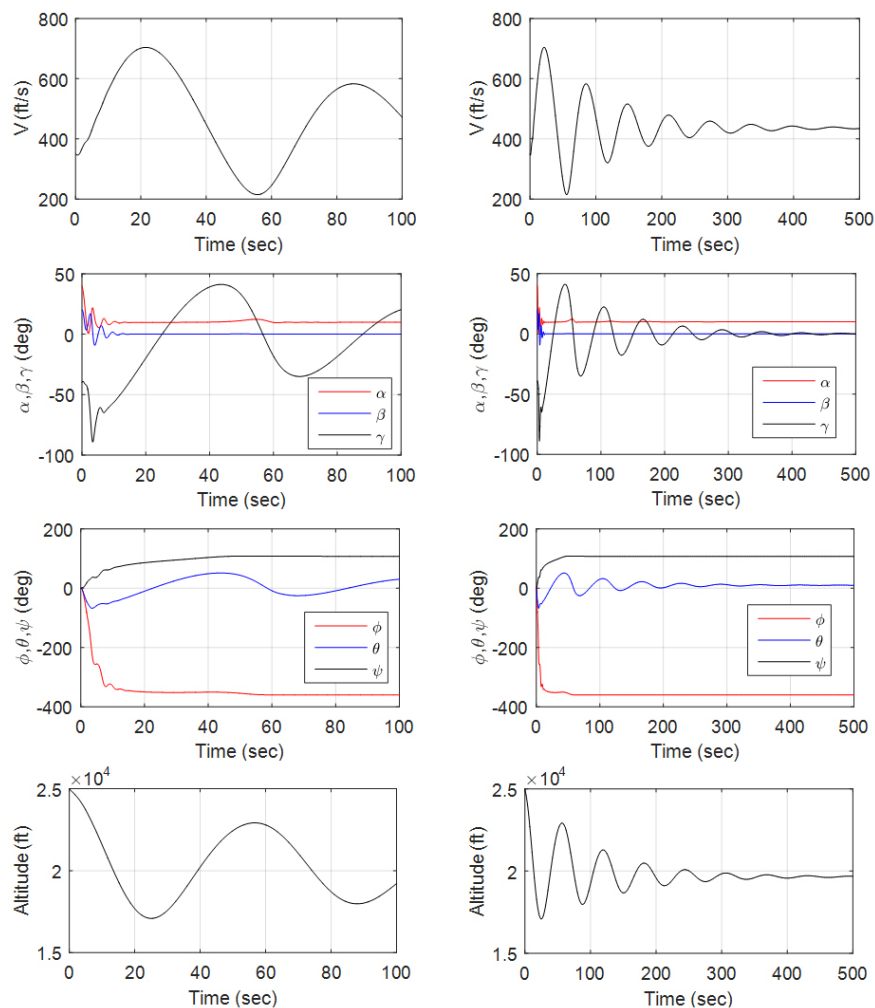 800
600
400
200
V (ft/s)
0 20 40 60 80 100
Time (sec)
800
600
400
200
V (ft/s)
0 100 200 300 400 500
Time (sec)
50
0
-50
-100
α,β,γ (deg)
α
β
γ
0 20 40 60 80 100
Time (sec)
50
0
-50
-100
α,β,γ (deg)
α
β
γ
0 100 200 300 400 500
Time (sec)
200
0
-200
-400
ϕ,θ,ψ (deg)
ϕ
θ
ψ
0 20 40 60 80 100
Time (sec)
200
0
-200
-400
ϕ,θ,ψ (deg)
ϕ
θ
ψ
0 100 200 300 400 500
Time (sec)
×10⁴
2.5
2
1.5
Altitude(ft)
0 20 40 60 80 100
Time (sec)
×10⁴
2.5
2
1.5
Altitude(ft)
0 100 200 300 400 500
Time (sec)